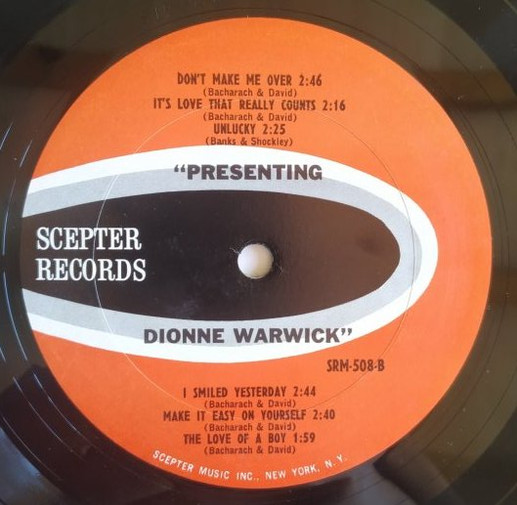 DON'T MAKE ME OVER 2:46
(Bacharach & David)
IT'S LOVE THAT REALLY COUNTS 2:16
(Bacharach & David)
UNLUCKY 2:25
(Banks & Shockley)
"PRESENTING
SCEPTER
RECORDS
DIONNE WARWICK"
SRM-508-B
I SMILED YESTERDAY 2:44
(Bacharach & David)
MAKE IT EASY ON YOURSELF 2:40
(Bacharach & David)
THE LOVE OF A BOY 1:59
(Bacharach & David)
SCEPTER MUSIC INC., NEW YORK, N.Y.